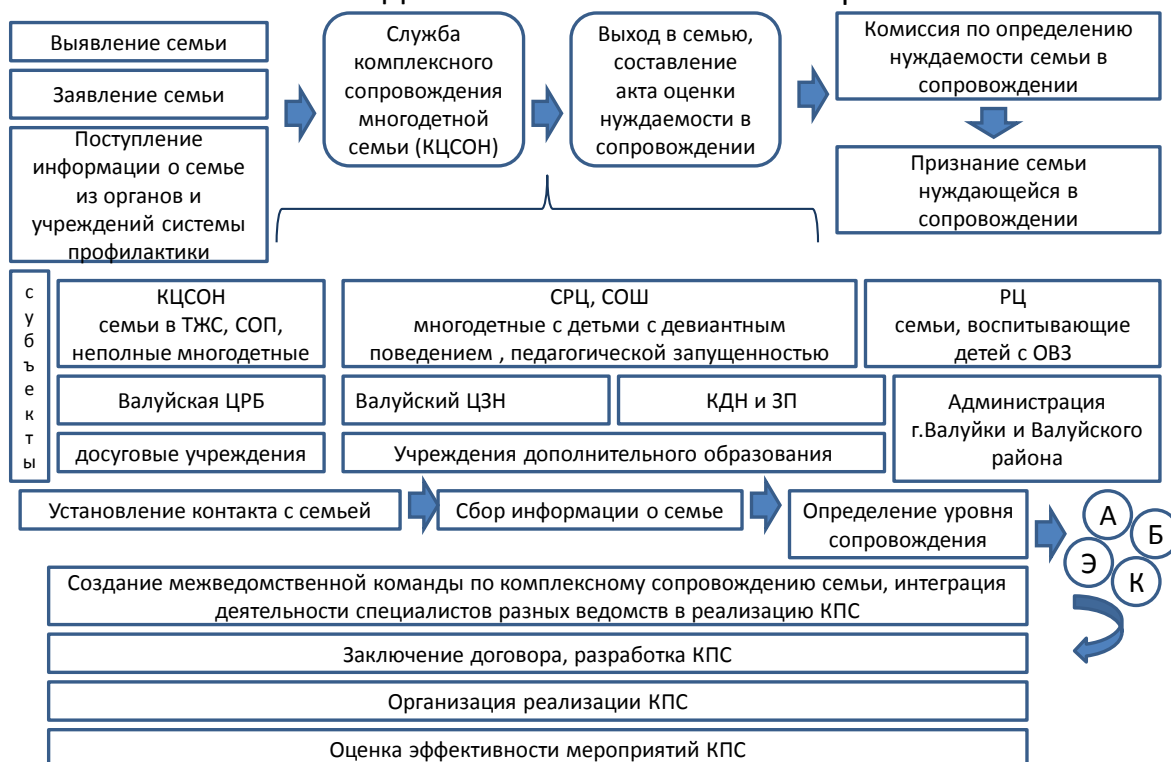 Выявление семьи
Заявление семьи
Поступление
информации о семье
из органов и
учреждений системы
профилактики
Служба
комплексного
сопровождения
многодетной
семьи (КЦСОН)
Выход в семью,
составление
акта оценки
нуждаемости в
сопровождении
Комиссия по определению
нуждаемости семьи в
сопровождении
Признание семьи
нуждающейся в
сопровождении
субъекты
КЦСОН
семьи в ТЖС, СОП,
неполные многодетные
СРЦ, СОШ
многодетные с детьми с девиантным
поведением , педагогической запущенностью
РЦ
семьи, воспитывающие
детей с ОВЗ
Валуйская ЦРБ
Валуйский ЦЗН
КДН и ЗП
Администрация
г.Валуйки и Валуйского
района
досуговые учреждения
Учреждения дополнительного образования
Установление контакта с семьей
Сбор информации о семье
Определение уровня
сопровождения
А
Б
Э
К
Создание межведомственной команды по комплексному сопровождению семьи, интеграция
деятельности специалистов разных ведомств в реализацию КПС
Заключение договора, разработка КПС
Организация реализации КПС
Оценка эффективности мероприятий КПС